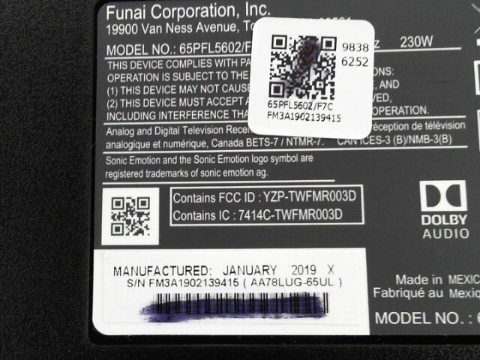 Funai Corporation, Inc.
19900 Van Ness Avenue,
MODEL NO.: 65PFL5602/F
230W
9838
6252
65PFL5602/F7C
FM3A1902139415
THIS DEVICE COMPLIES WITH PA
OPERATION IS SUBJECT TO THE
(1) THIS DEVICE MAY NOT CAUSE
(2) THIS DEVICE MUST ACCEPT A
INCLUDING INTERFERENCE
Analog and Digital Television Rece
réception de télévision
analogique et numérique, Canada BETS-7 / NTMR-7. CAN ICES-3 (B)/NMB-3(B)
Sonic Emotion and the Sonic Emotion logo symbol are
registered trademarks of sonic emotion ag.
Contains FCC ID : YZP-TWFMR003D
Contains IC : 7414C-TWFMR003D
DOLBY
AUDIO
MANUFACTURED: JANUARY 2019 X
S/N FM3A1902139415 ( AA78LUG-65UL )
Made in MEXIC
Fabriqué au Mexic
MODEL NO.: 6